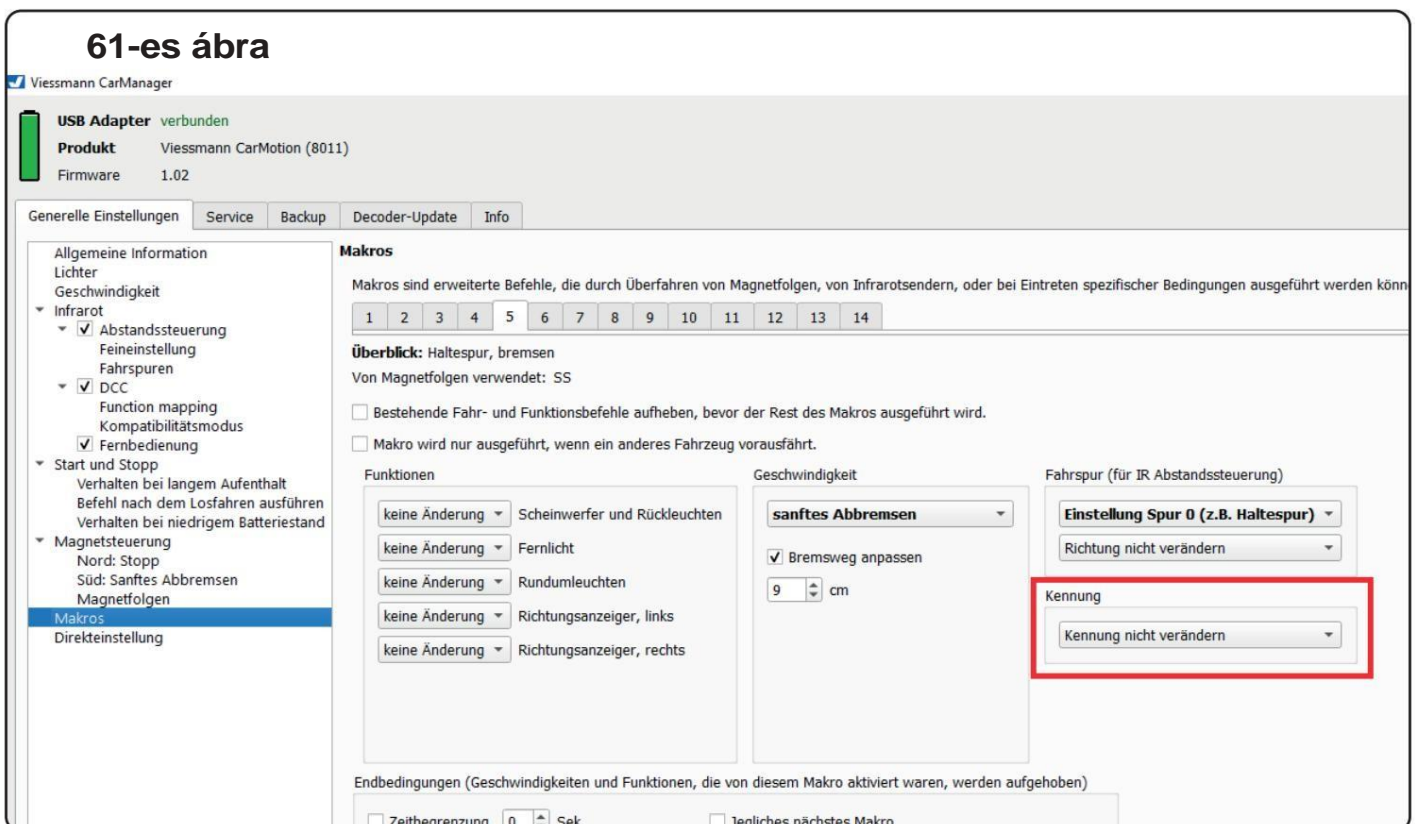 61-es ábra
Viessmann CarManager
USB Adapter verbunden
Produkt Viessmann CarMotion (8011)
Firmware 1.02
Generelle Einstellungen Service Backup Decoder-Update Info
Allgemeine Information
Lichter
Geschwindigkeit
Infrarot
Abstandssteuerung
Feineinstellung
Fahrspuren
DCC
Function mapping
Kompatibilitätsmodus
Fernbedienung
Start und Stopp
Verhalten bei langem Aufenthalt
Befehl nach dem Losfahren ausführen
Verhalten bei niedrigem Batteriestand
Magnetsteuerung
Nord: Stopp
Süd: Sanftes Abbremsen
Magnetfolgen
Makros
Direkteinstellung
Makros
Makros sind erweiterte Befehle, die durch Überfahren von Magnetfolgen, von Infrarotsendern, oder bei Eintreten spezifischer Bedingungen ausgeführt werden könn
1 2 3 4 5 6 7 8 9 10 11 12 13 14
Überblick: Haltespur, bremsen
Von Magnetfolgen verwendet: SS
Bestehende Fahr- und Funktionsbefehle aufheben, bevor der Rest des Makros ausgeführt wird.
Makro wird nur ausgeführt, wenn ein anderes Fahrzeug vorausfährt.
Funktionen
keine Änderung Scheinwerfer und Rückleuchten
keine Änderung Fernlicht
keine Änderung Rundumleuchten
keine Änderung Richtungsanzeiger, links
keine Änderung Richtungsanzeiger, rechts
Geschwindigkeit
sanftes Abbremsen
Bremsweg anpassen
9 cm
Fahrspur (für IR Abstandssteuerung)
Einstellung Spur 0 (z.B. Haltespur)
Richtung nicht verändern
Kennung
Kennung nicht verändern
Endbedingungen (Geschwindigkeiten und Funktionen, die von diesem Makro aktiviert waren, werden aufgehoben)
Zeitbegrenzung 0 Sek Jegliches nächstes Makro